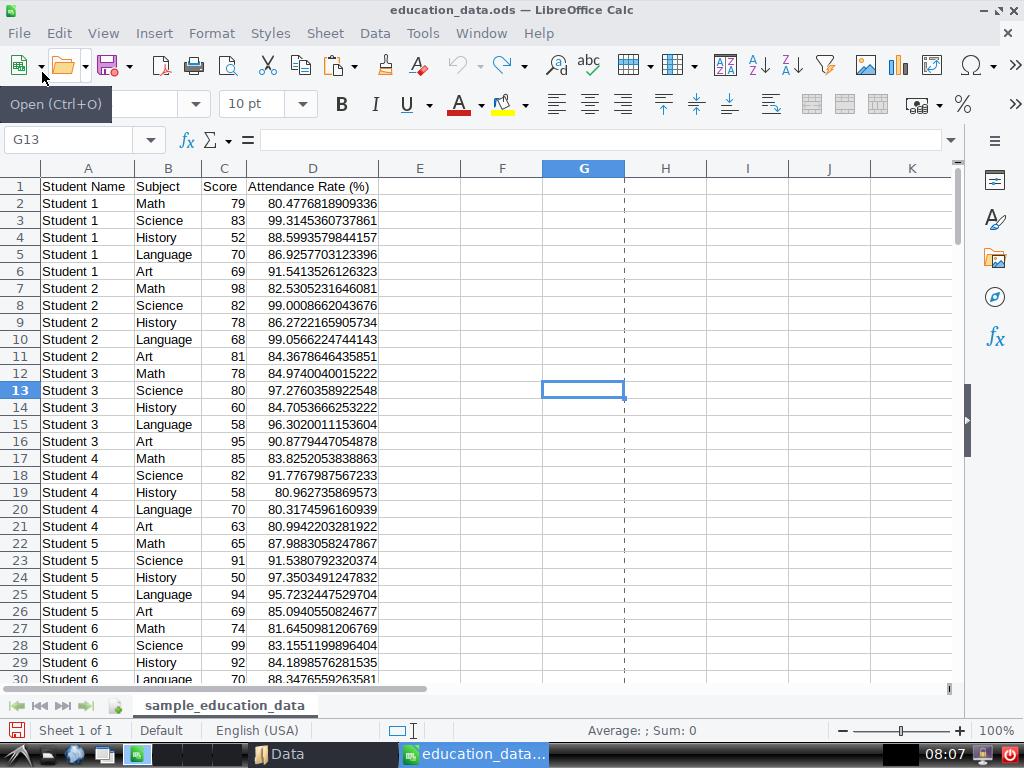 education_data.ods — LibreOffice Calc
File Edit View Insert Format Styles Sheet Data Tools Window Help
Open (Ctrl+O)
10 pt
B I U A %
G13
A B C D E F G H I J K
1 Student Name Subject Score Attendance Rate (%)
2 Student 1 Math 79 80.4776818909336
3 Student 1 Science 83 99.3145360737861
4 Student 1 History 52 88.5993579844157
5 Student 1 Language 70 86.9257703123396
6 Student 1 Art 69 91.5413526126323
7 Student 2 Math 98 82.5305231646081
8 Student 2 Science 82 99.0008662043676
9 Student 2 History 78 86.2722165905734
10 Student 2 Language 68 99.0566224744143
11 Student 2 Art 81 84.3678646435851
12 Student 3 Math 78 84.9740040015222
13 Student 3 Science 80 97.2760358922548
14 Student 3 History 60 84.7053666253222
15 Student 3 Language 58 96.3020011153604
16 Student 3 Art 95 90.8779447054878
17 Student 4 Math 85 83.8252053838863
18 Student 4 Science 82 91.7767987567233
19 Student 4 History 58 80.962735869573
20 Student 4 Language 70 80.3174596160939
21 Student 4 Art 63 80.9942203281922
22 Student 5 Math 65 87.9883058247867
23 Student 5 Science 91 91.5380792320374
24 Student 5 History 50 97.3503491247832
25 Student 5 Language 94 95.7232447529704
26 Student 5 Art 69 85.0940550824677
27 Student 6 Math 74 81.6450981206769
28 Student 6 Science 99 83.1551199896404
29 Student 6 History 92 84.1898576281535
30 Student 6 Language 70 88.3476559263581
sample_education_data
Sheet 1 of 1 Default English (USA) Average: ; Sum: 0 100%
Data education_data... 08:07